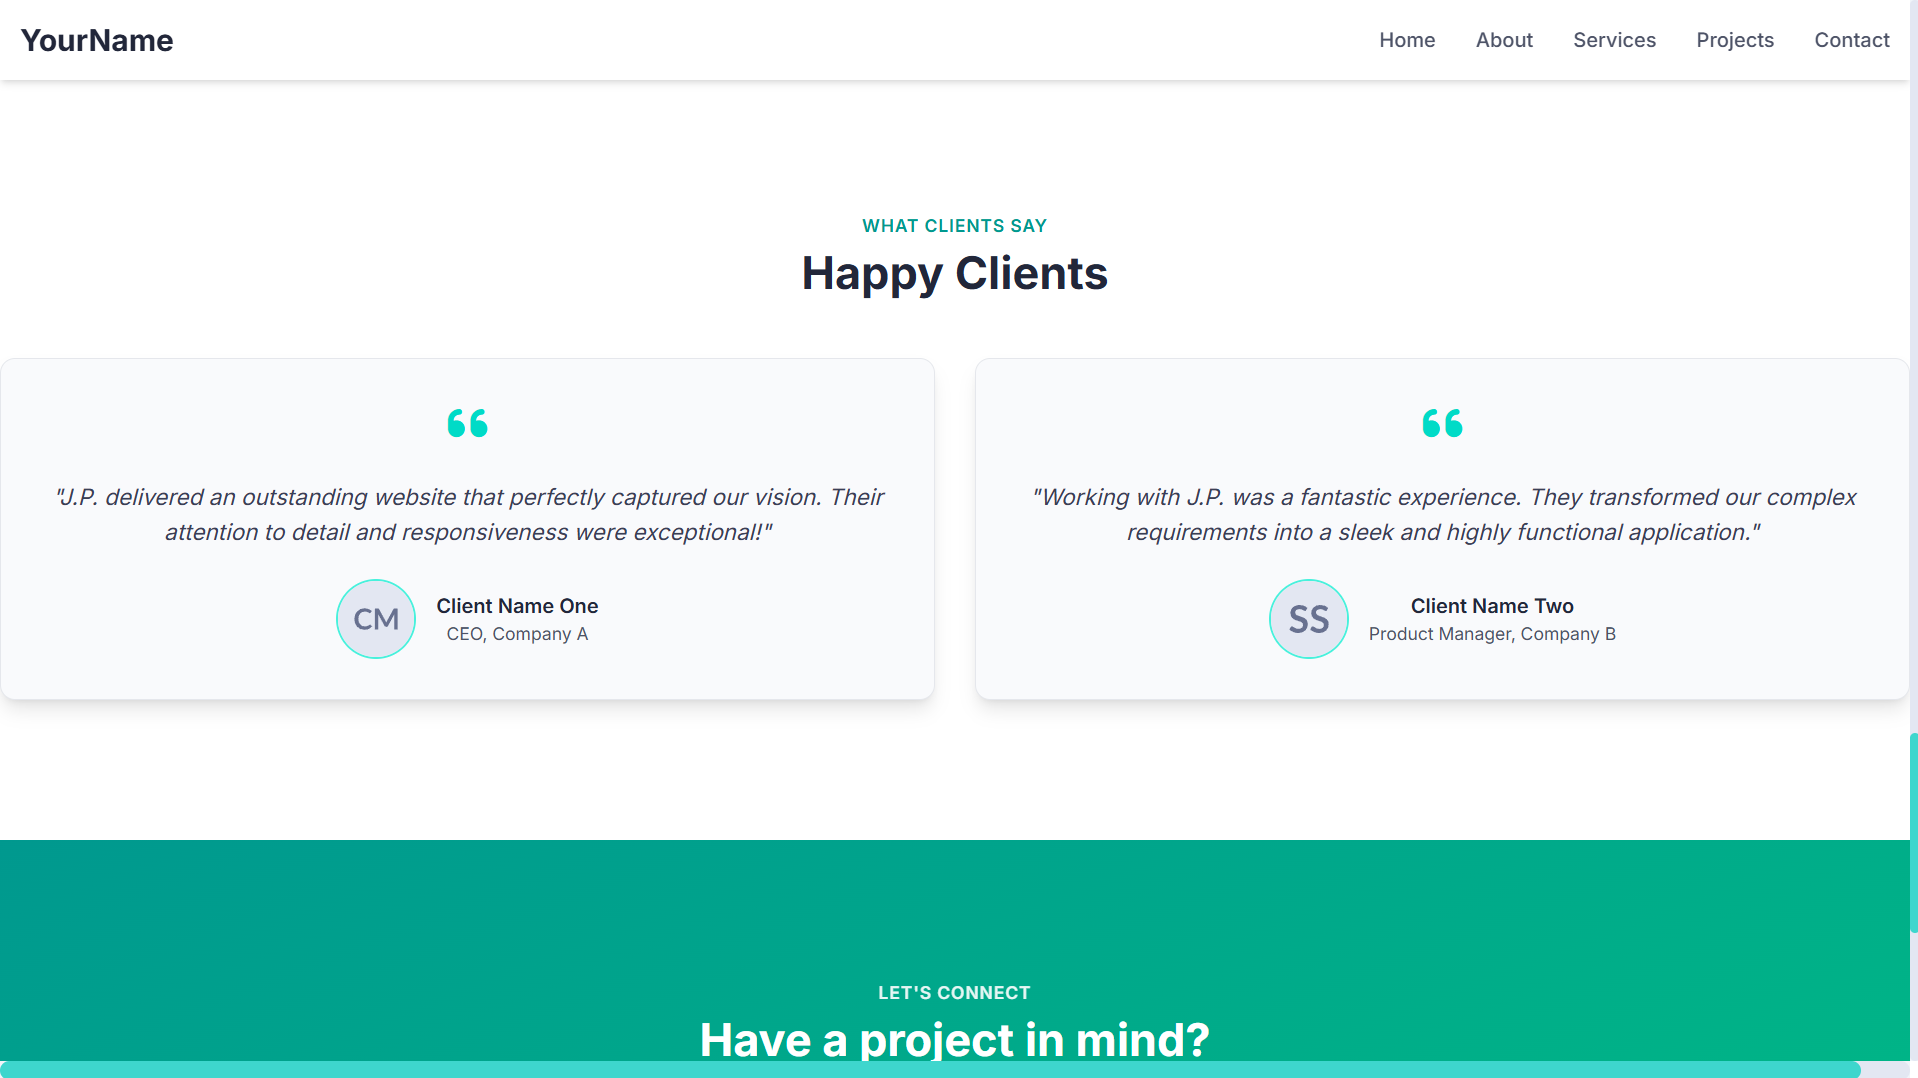 YourName
Home
About
Services
Projects
Contact
WHAT CLIENTS SAY
Happy Clients
"J.P. delivered an outstanding website that perfectly captured our vision. Their
attention to detail and responsiveness were exceptional!"
CM
Client Name One
CEO, Company A
"Working with J.P. was a fantastic experience. They transformed our complex
requirements into a sleek and highly functional application."
SS
Client Name Two
Product Manager, Company B
LET'S CONNECT
Have a project in mind?